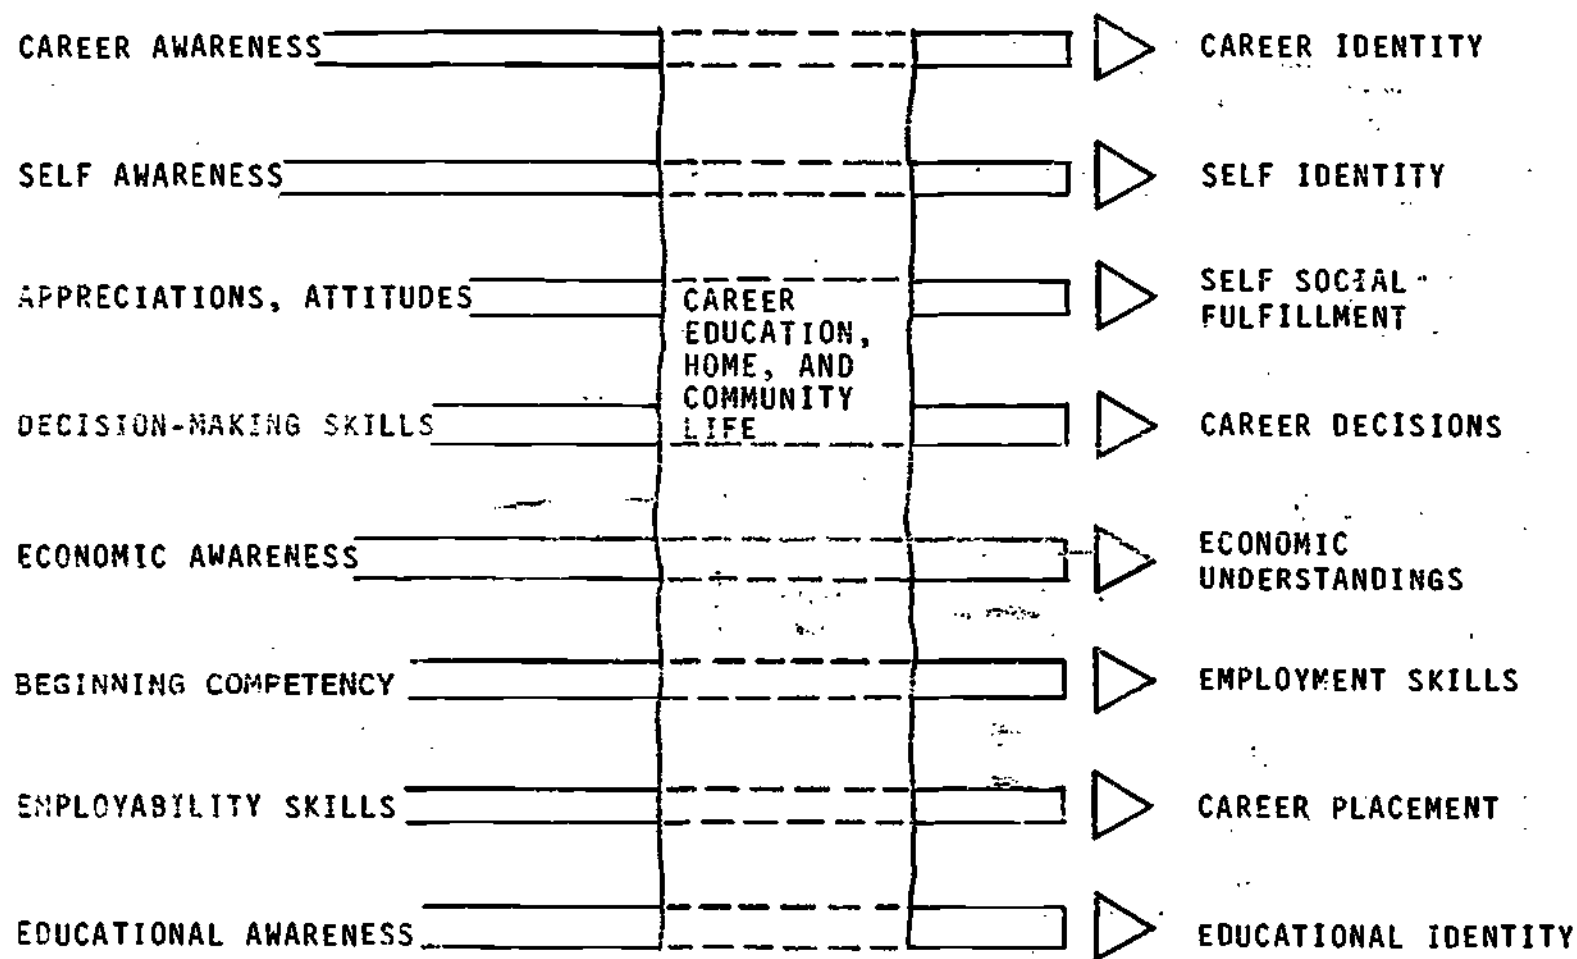 CAREER AWARENESS
CAREER IDENTITY
SELF AWARENESS
SELF IDENTITY
APPRECIATIONS, ATTITUDES
SELF SOCIAL
FULFILLMENT
CAREER
EDUCATION,
HOME, AND
COMMUNITY
LIFE
DECISION-MAKING SKILLS
CAREER DECISIONS
ECONOMIC AWARENESS
ECONOMIC
UNDERSTANDINGS
BEGINNING COMPETENCY
EMPLOYMENT SKILLS
EMPLOYABILITY SKILLS
CAREER PLACEMENT
EDUCATIONAL AWARENESS
EDUCATIONAL IDENTITY